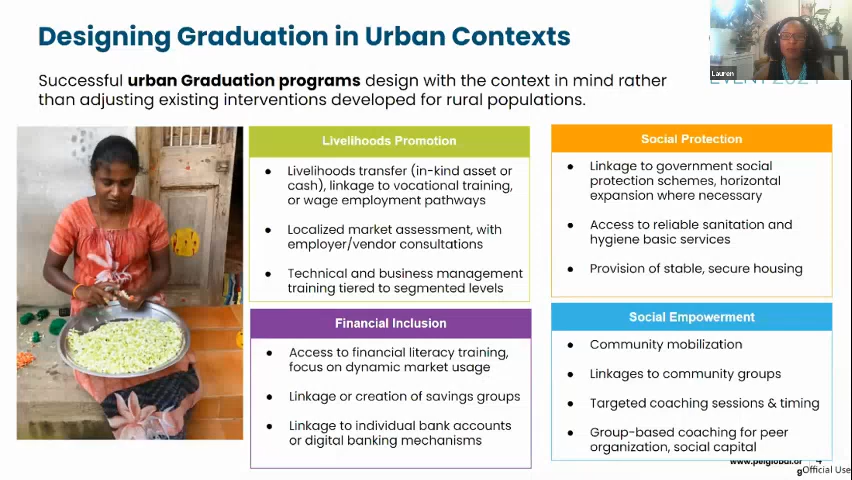 Designing Graduation in Urban Contexts
Lauren
Successful urban Graduation programs design with the context in mind rather
than adjusting existing interventions developed for rural populations.
Livelihoods Promotion
● Livelihoods transfer (in-kind asset or
cash), linkage to vocational training,
or wage employment pathways
● Localized market assessment, with
employer/vendor consultations
● Technical and business management
training tiered to segmented levels
Social Protection
● Linkage to government social
protection schemes, horizontal
expansion where necessary
● Access to reliable sanitation and
hygiene basic services
● Provision of stable, secure housing
Financial Inclusion
● Access to financial literacy training,
focus on dynamic market usage
● Linkage or creation of savings groups
● Linkage to individual bank accounts
or digital banking mechanisms
Social Empowerment
● Community mobilization
● Linkages to community groups
● Targeted coaching sessions & timing
● Group-based coaching for peer
organization, social capital
www.peiglobal.or
g
Official Use